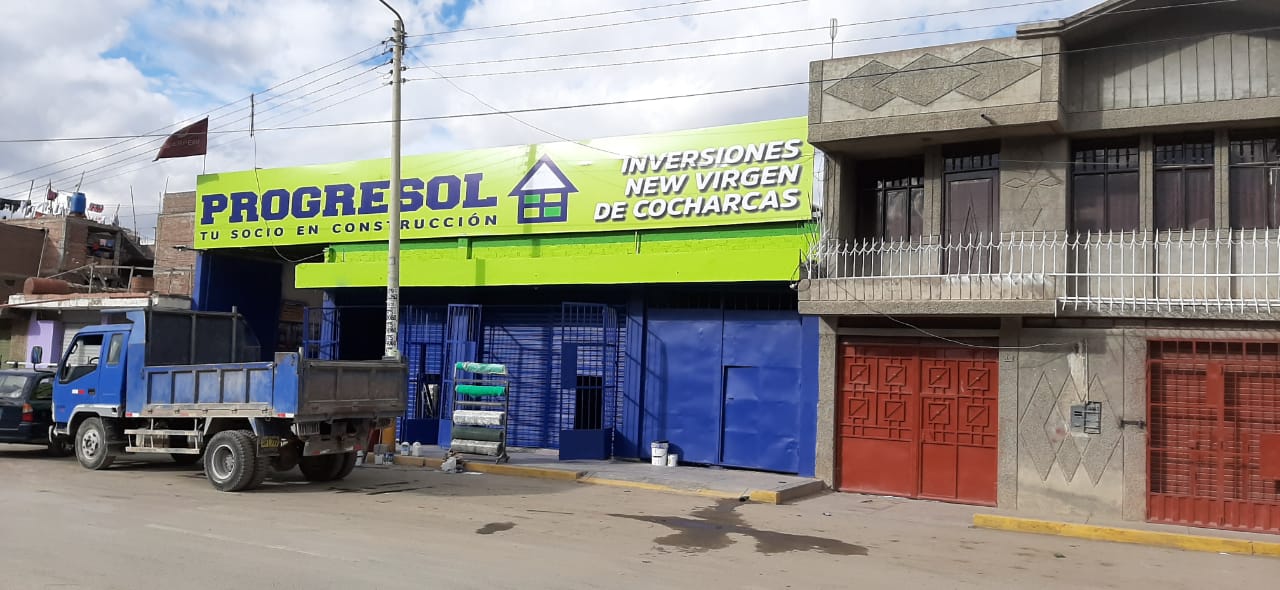 PROGRESOL
TU SOCIO EN CONSTRUCCIÓN
INVERSIONES
NEW VIRGEN
DE COCHARCAS